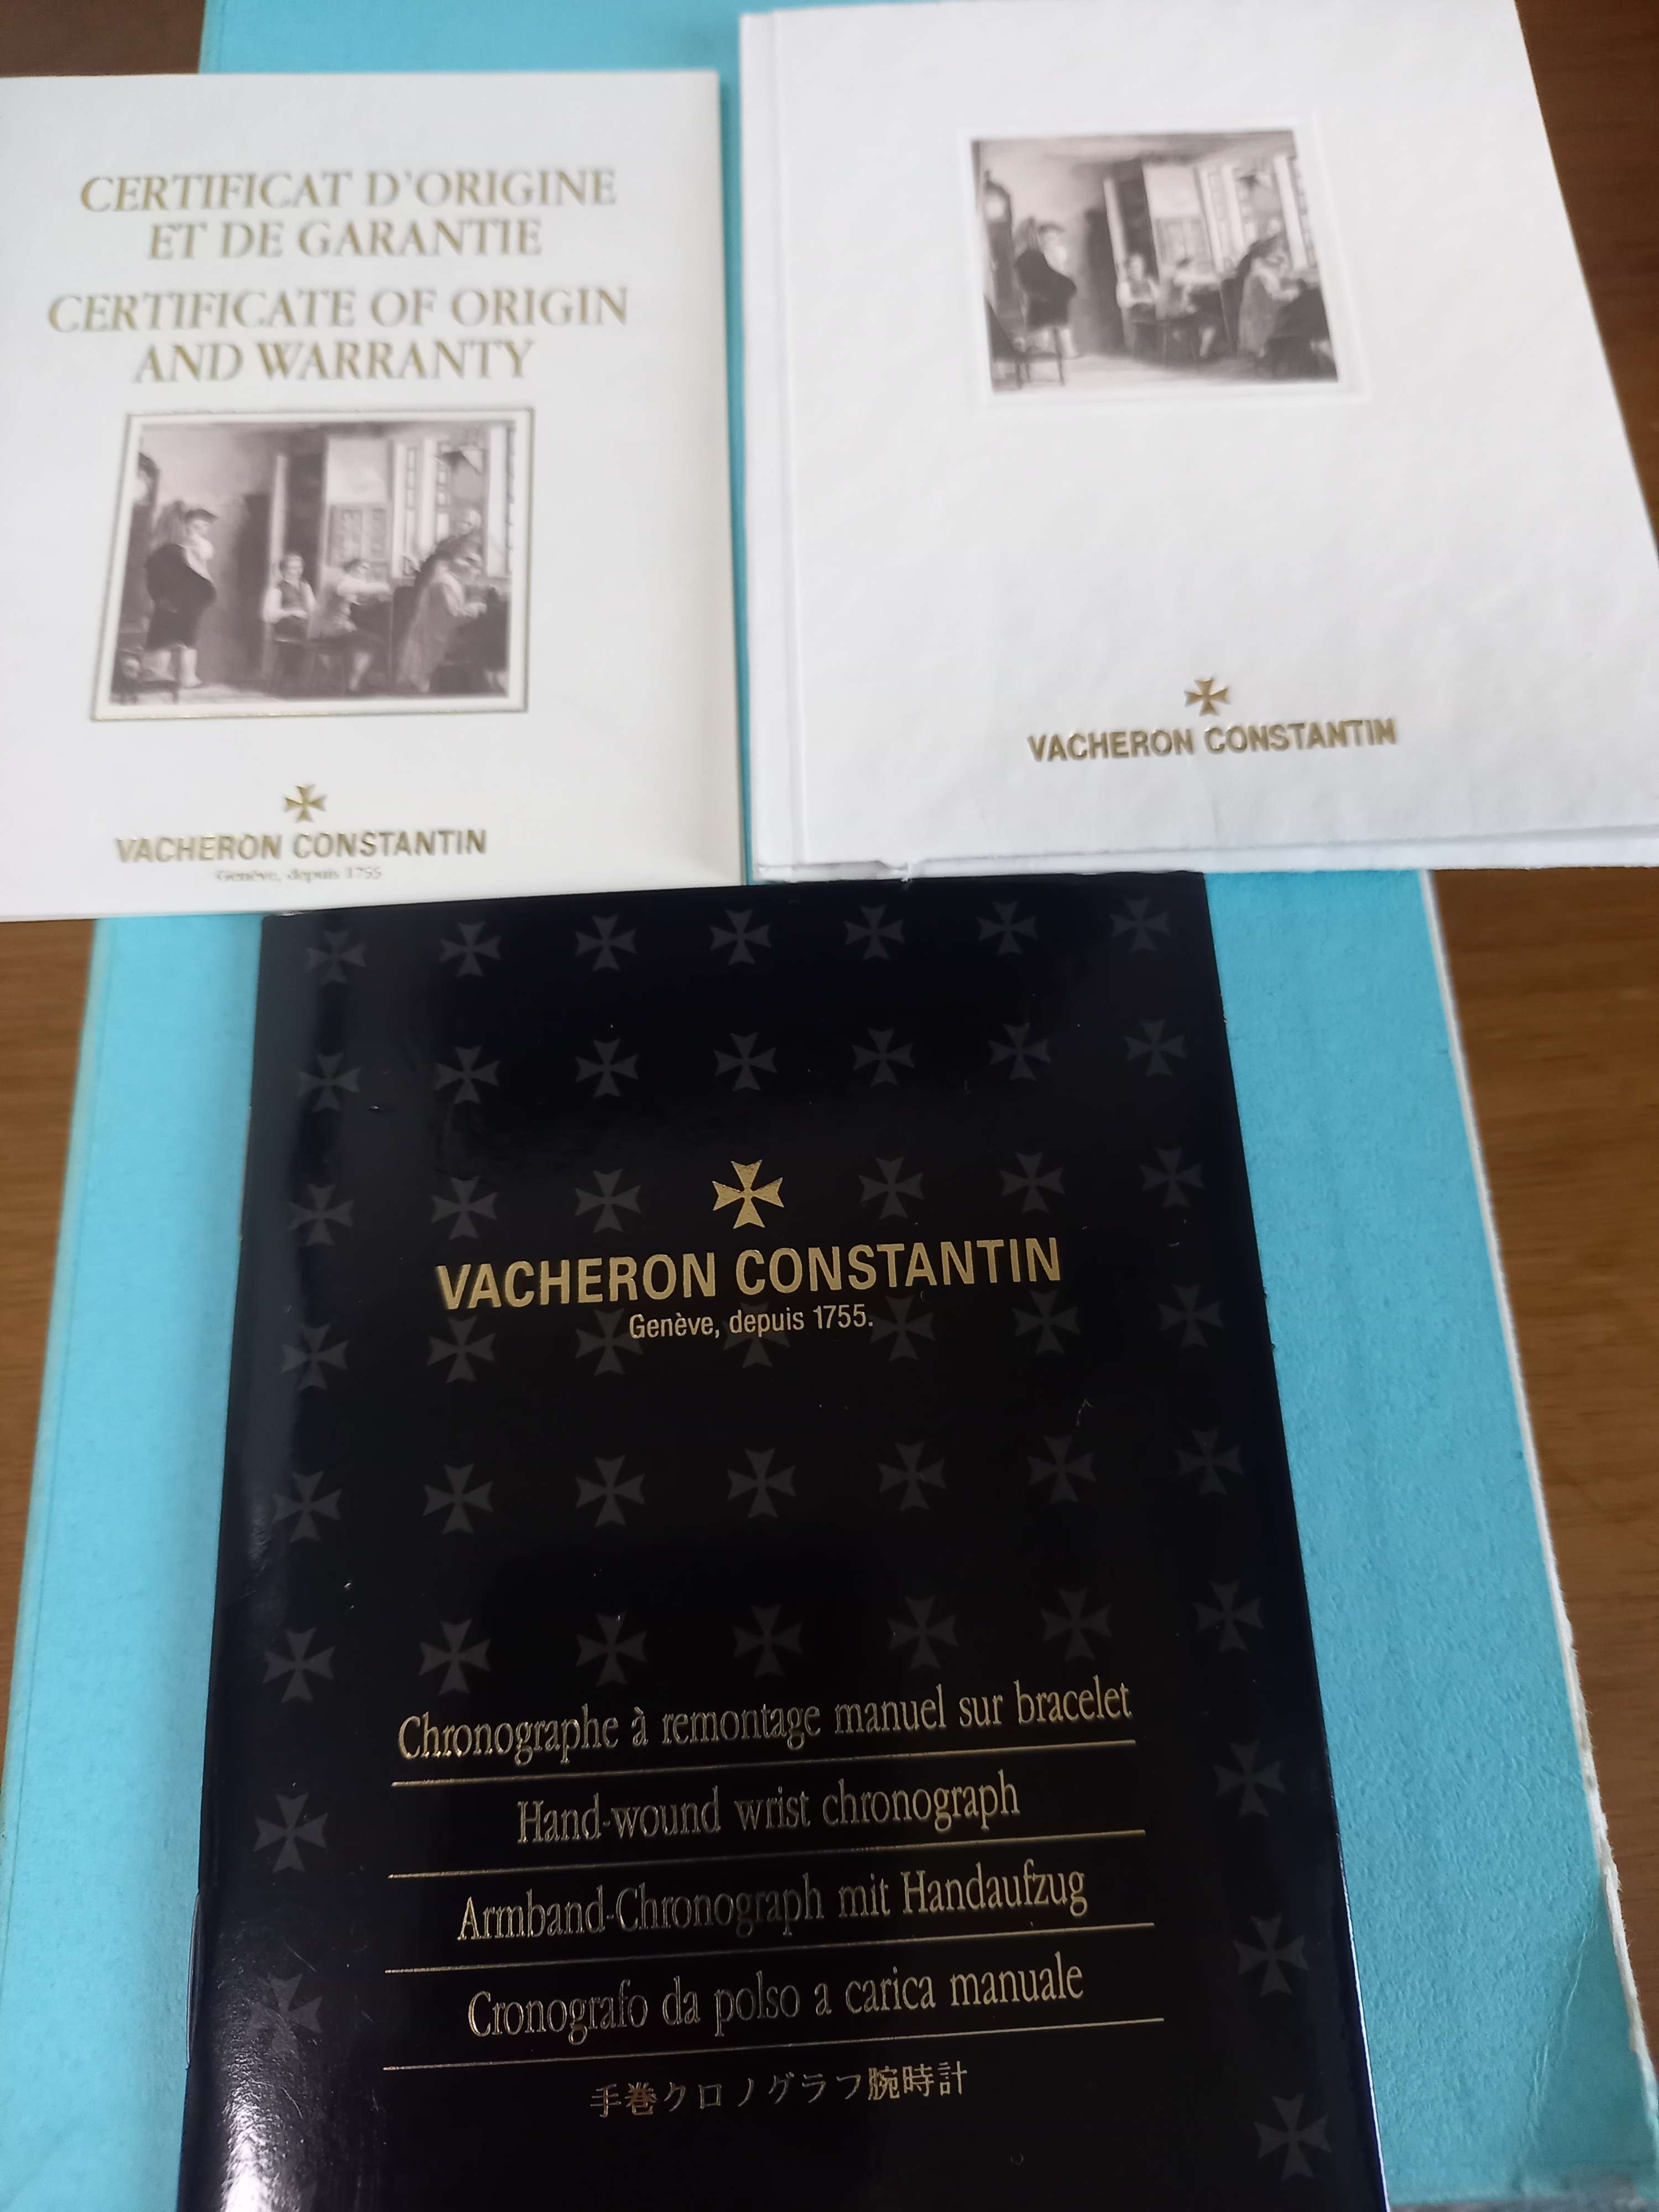 CERTIFICAT D'ORIGINE
ET DE GARANTIE
CERTIFICATE OF ORIGIN
AND WARRANTY
VACHERON CONSTANTIN
Genève, depuis 1755
VACHERON CONSTANTIN
VACHERON CONSTANTIN
Genève, depuis 1755.
Chronographe à remontage manuel sur bracelet
Hand-wound wrist chronograph
Armband-Chronograph mit Handaufzug
Cronografo da polso a carica manuale
手巻クロノグラフ腕時計